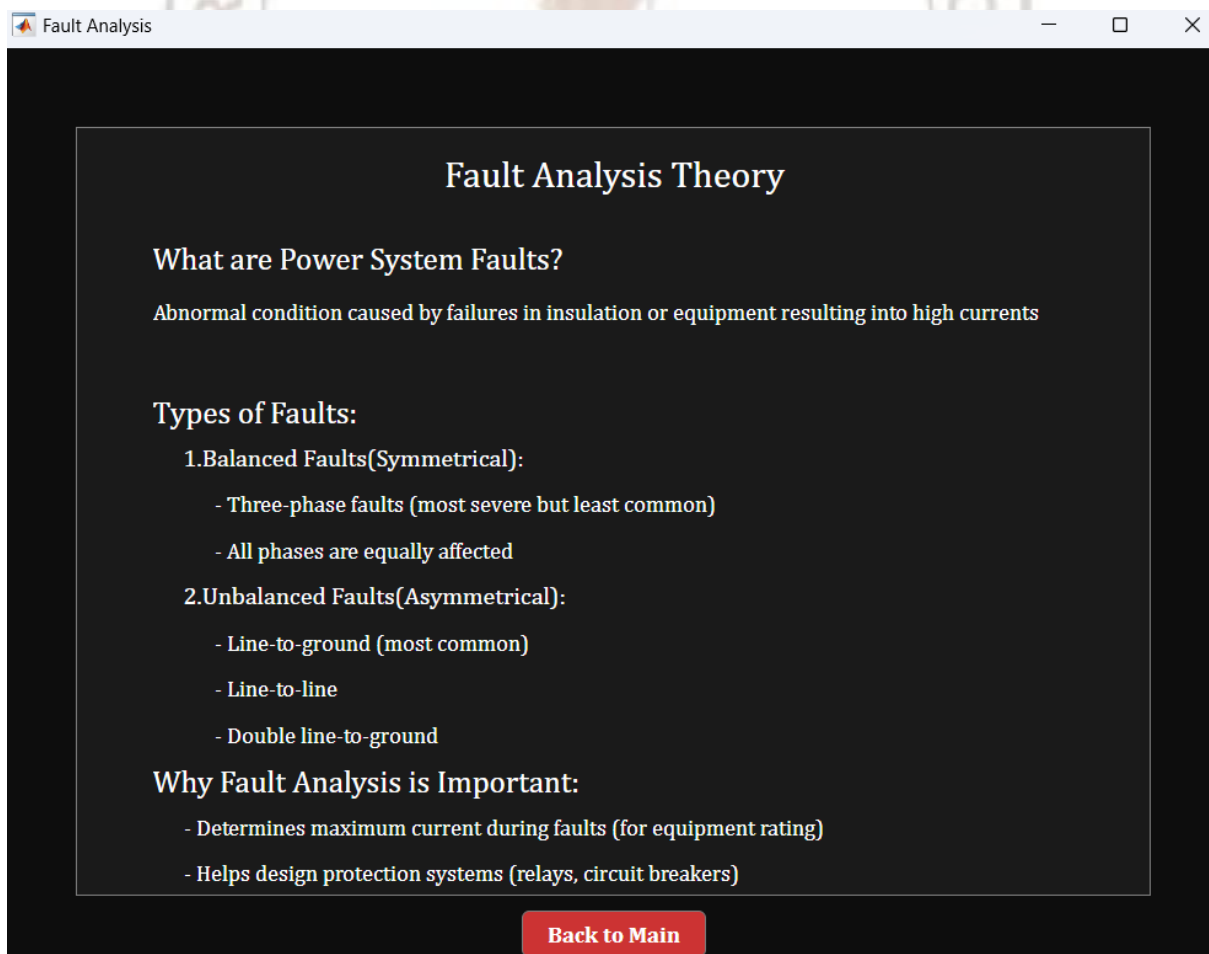 Fault Analysis
Fault Analysis Theory
What are Power System Faults?
Abnormal condition caused by failures in insulation or equipment resulting into high currents
Types of Faults:
1.Balanced Faults(Symmetrical):
- Three-phase faults (most severe but least common)
- All phases are equally affected
2.Unbalanced Faults(Asymmetrical):
- Line-to-ground (most common)
- Line-to-line
- Double line-to-ground
Why Fault Analysis is Important:
- Determines maximum current during faults (for equipment rating)
- Helps design protection systems (relays, circuit breakers)
Back to Main